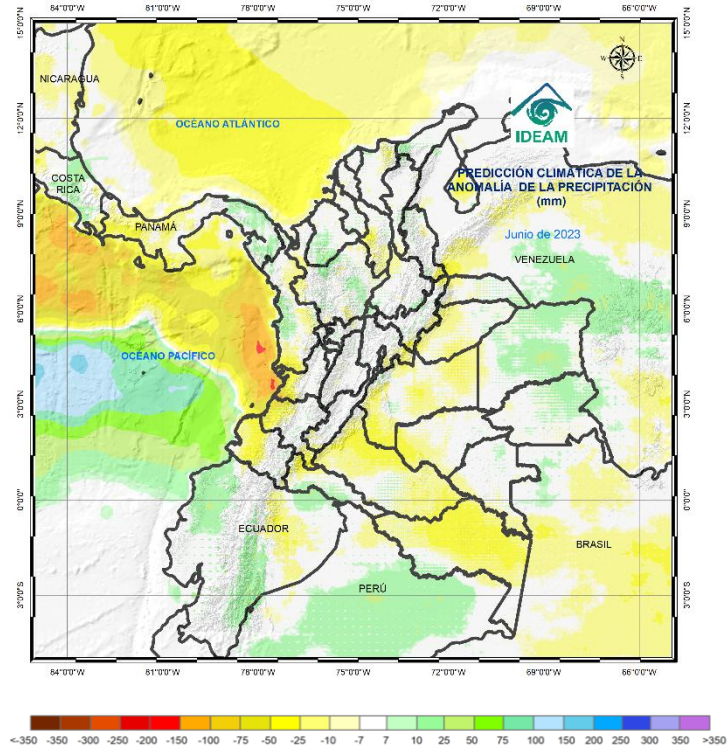 84°0'0"W 81°0'0"W 78°0'0"W 75°0'0"W 72°0'0"W 69°0'0"W 66°0'0"W
15°0'0"N 15°0'0"N
N
W E
S
NICARAGUA
12°0'0"N 12°0'0"N
OCÉANO ATLÁNTICO
IDEAM
COSTA
RICA
PREDICCIÓN CLIMÁTICA DE LA
ANOMALÍA DE LA PRECIPITACIÓN
(mm)
9°0'0"N 9°0'0"N
PANAMÁ
Junio de 2023
VENEZUELA
6°0'0"N 6°0'0"N
OCÉANO PACÍFICO
3°0'0"N 3°0'0"N
0°0'0" 0°0'0"
ECUADOR
BRASIL
PERÚ
3°0'0"S 3°0'0"S
84°0'0"W 81°0'0"W 78°0'0"W 75°0'0"W 72°0'0"W 69°0'0"W 66°0'0"W
<-350 -350 -300 -250 -200 -150 -100 -75 -50 -25 -10 -7 7 10 25 50 75 100 150 200 250 300 350 >350